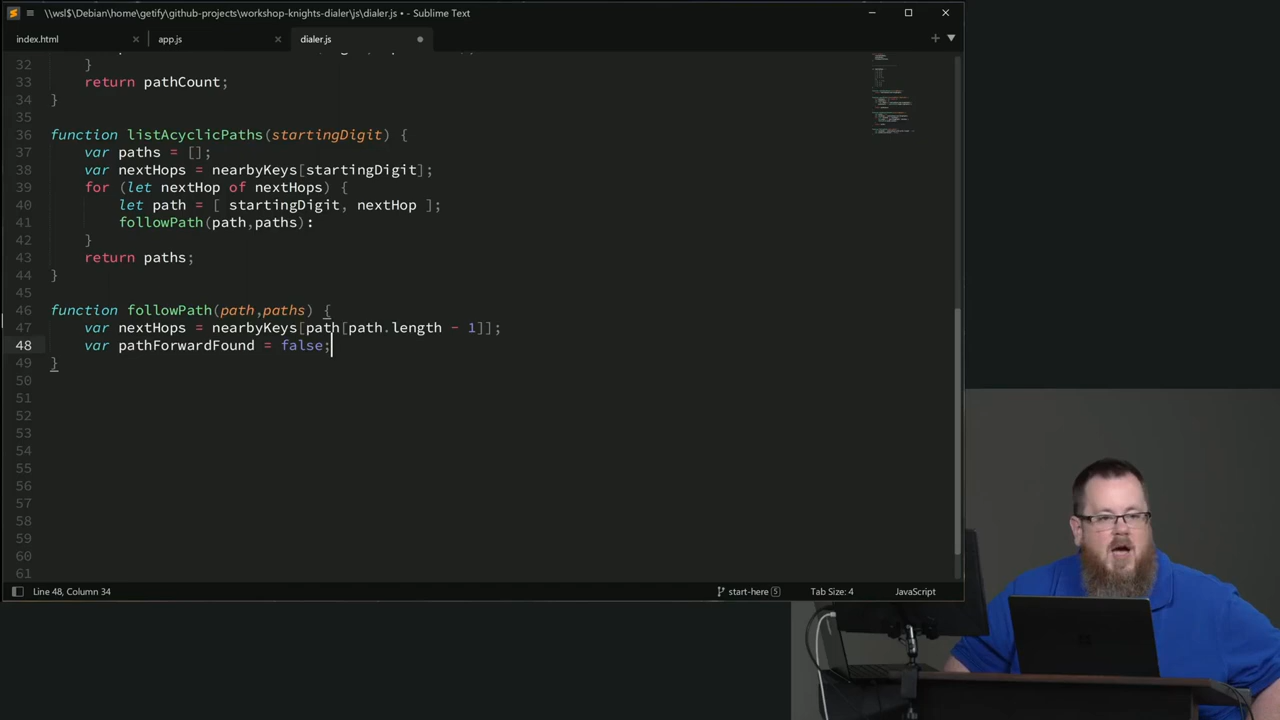 \\wsl$\Debian\home\getify\github-projects\workshop-knights-dialer\js\dialer.js • - Sublime Text
index.html
app.js
dialer.js
32 }
33 return pathCount;
34 }
35
36 function listAcyclicPaths(startingDigit) {
37 var paths = [];
38 var nextHops = nearbyKeys[startingDigit];
39 for (let nextHop of nextHops) {
40 let path = [ startingDigit, nextHop ];
41 followPath(path,paths):
42 }
43 return paths;
44 }
45
46 function followPath(path,paths) {
47 var nextHops = nearbyKeys[path[path.length - 1]];
48 var pathForwardFound = false;
49 }
50
51
52
53
54
55
56
57
58
59
60
61
Line 48, Column 34
start-here 5
Tab Size: 4
JavaScript